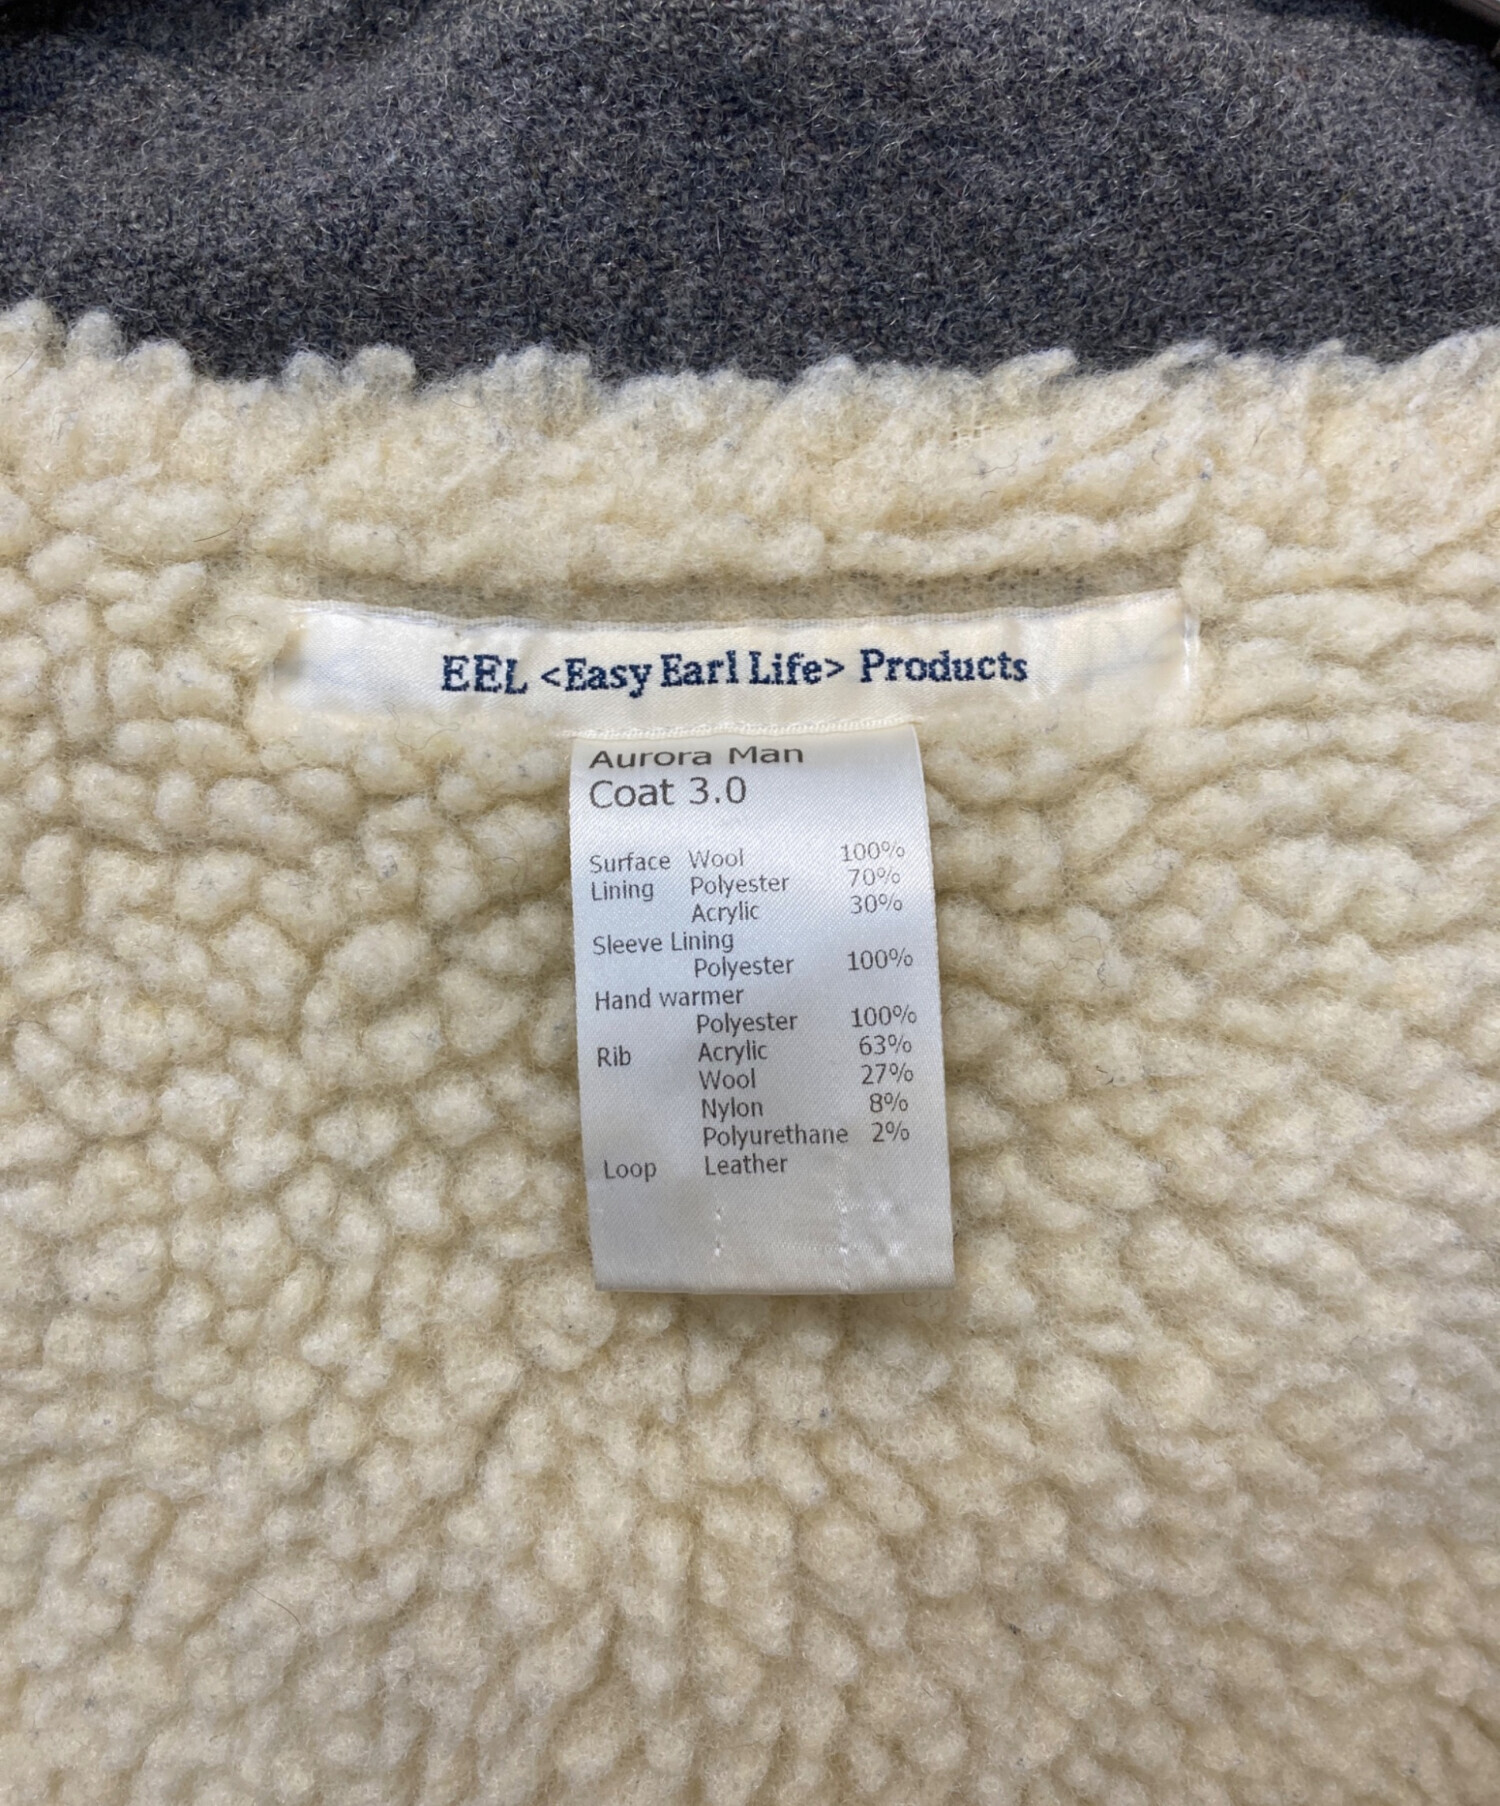 EEL <Easy Earl Life> Products
Aurora Man
Coat 3.0
Surface Wool 100%
Lining Polyester 70%
Acrylic 30%
Sleeve Lining
Polyester 100%
Hand warmer
Polyester 100%
Rib Acrylic 63%
Wool 27%
Nylon 8%
Polyurethane 2%
Loop Leather